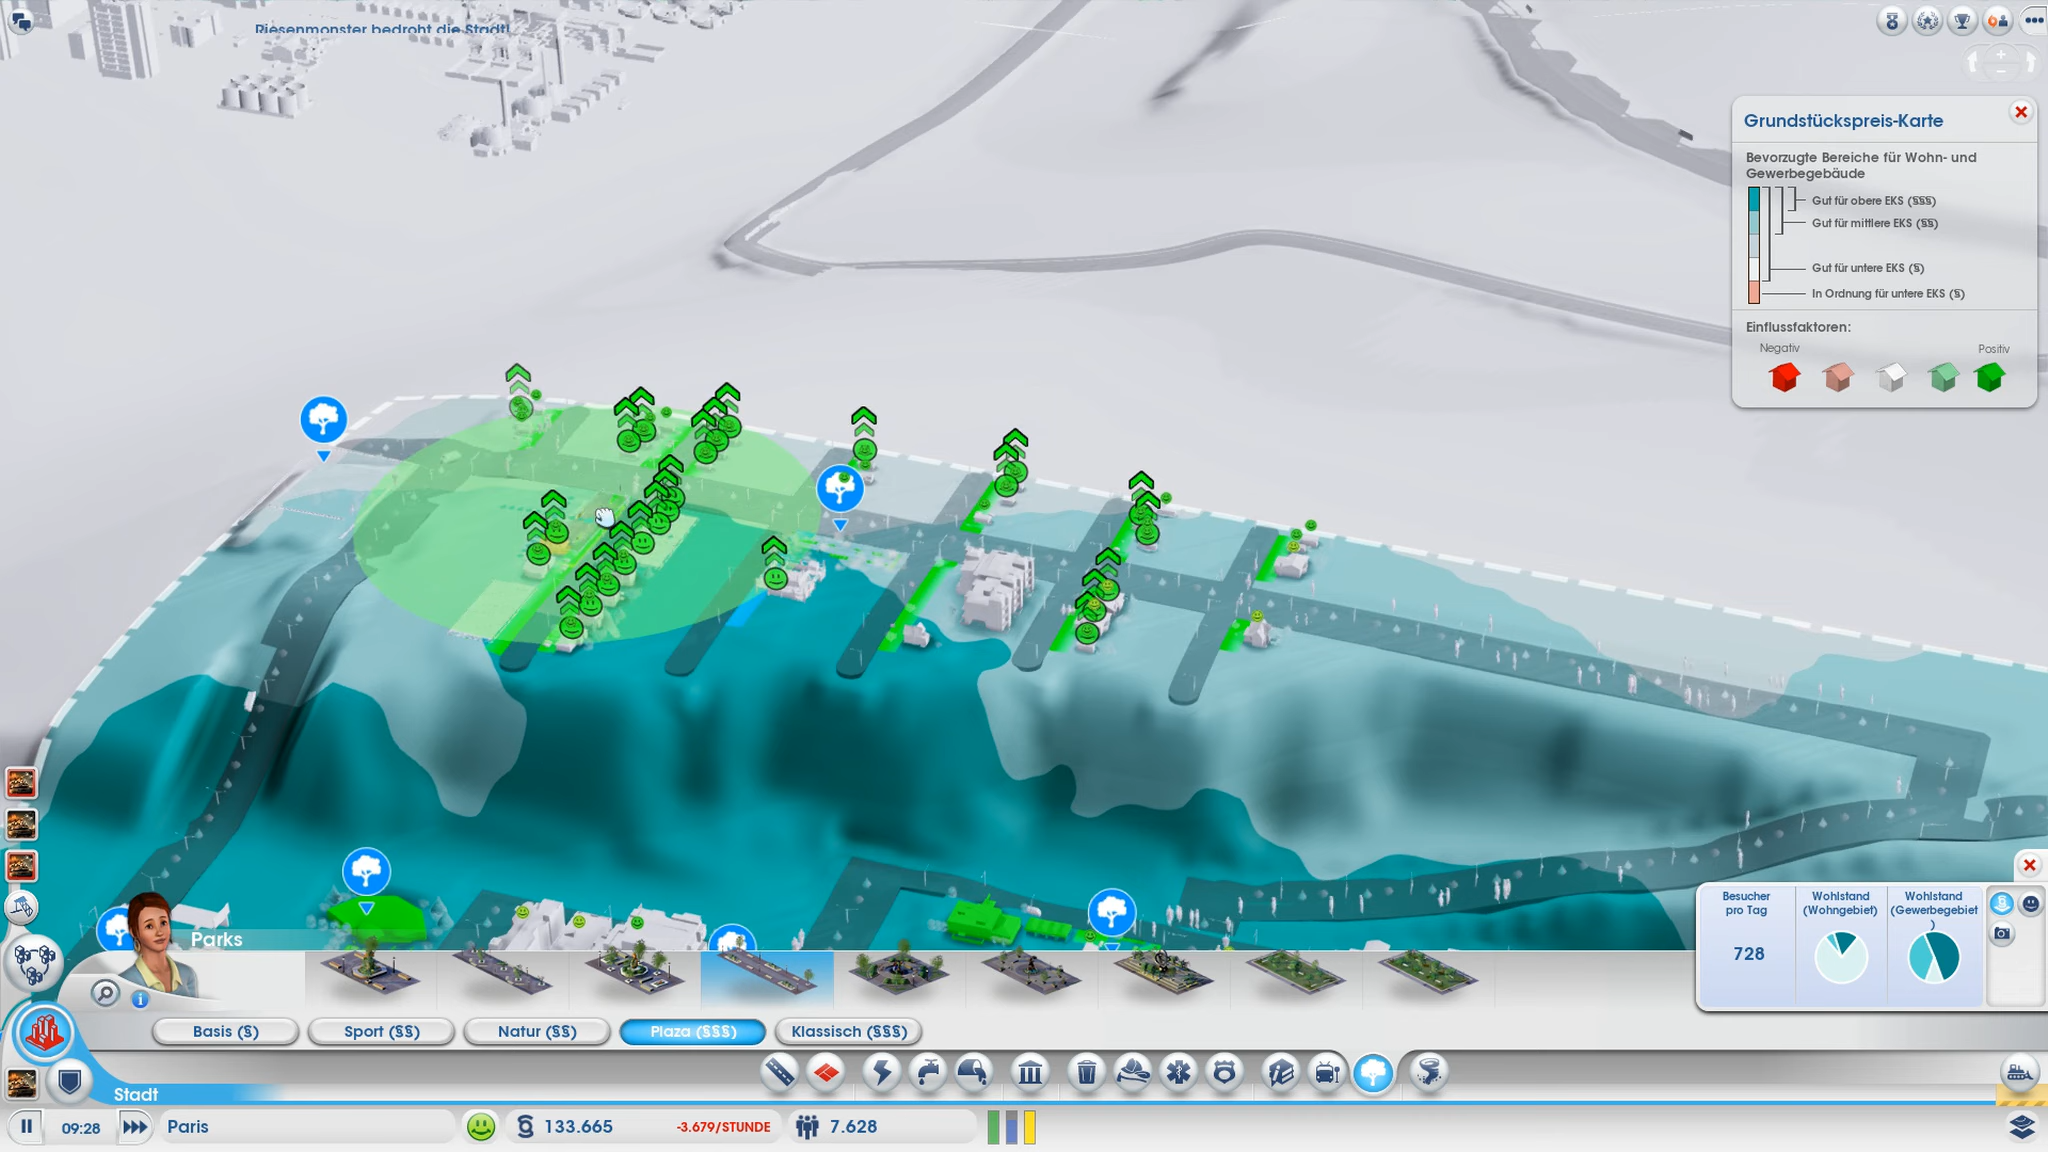 Riesenmonster bedroht die Stadt!
Grundstückspreis-Karte
Bevorzugte Bereiche für Wohn- und
Gewerbegebäude
Gut für obere EKS (§§§)
Gut für mittlere EKS (§§)
Gut für untere EKS (§)
In Ordnung für untere EKS (§)
Einflussfaktoren:
Negativ
Positiv
Besucher
pro Tag
728
Wohlstand
(Wohngebiet)
Wohlstand
(Gewerbegebiet
)
Parks
Basis (§)
Sport (§§)
Natur (§§)
Plaza (§§§)
Klassisch (§§§)
Stadt
09:28
Paris
133.665
-3.679/STUNDE
7.628